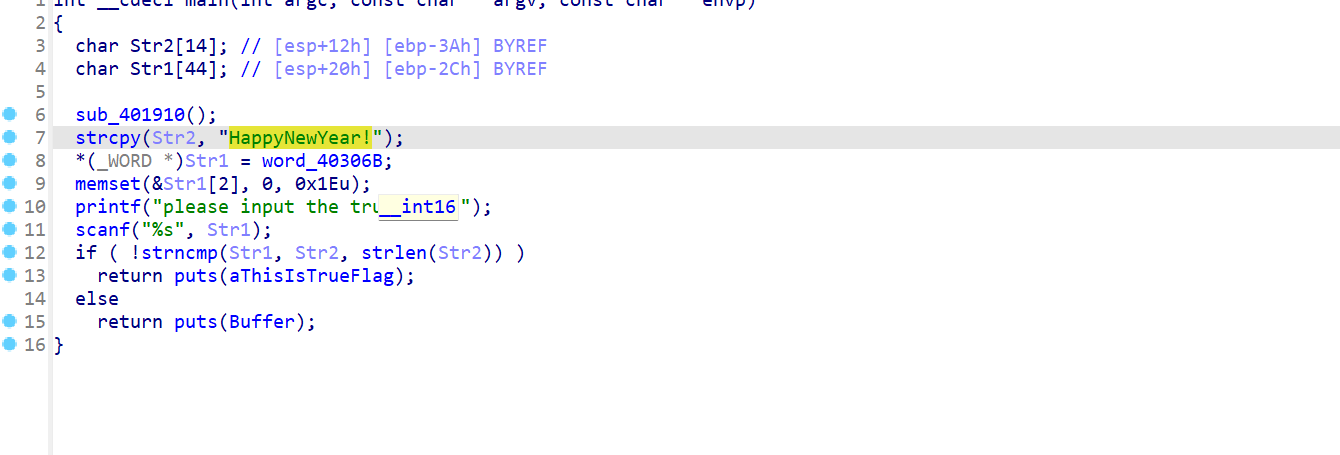 1 int __cdecl main(int argc, const char **argv, const char **envp)
2 {
3 char Str2[14]; // [esp+12h] [ebp-3Ah] BYREF
4 char Str1[44]; // [esp+20h] [ebp-2Ch] BYREF
5
6 sub_401910();
7 strcpy(Str2, "HappyNewYear!");
8 *(_WORD *)Str1 = word_40306B;
9 memset(&Str1[2], 0, 0x1Eu);
10 printf("please input the tru__int16");
11 scanf("%s", Str1);
12 if ( !strncmp(Str1, Str2, strlen(Str2)) )
13 return puts(aThisIsTrueFlag);
14 else
15 return puts(Buffer);
16 }